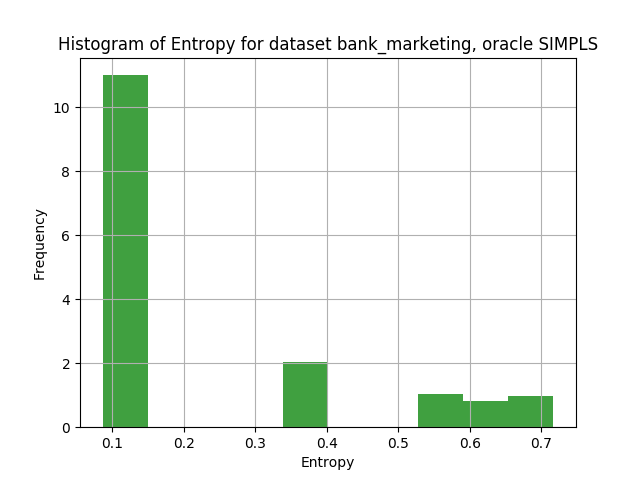 Histogram of Entropy for dataset bank_marketing, oracle SIMPLS
10
8
6
4
2
0
Frequency
0.1 0.2 0.3 0.4 0.5 0.6 0.7
Entropy